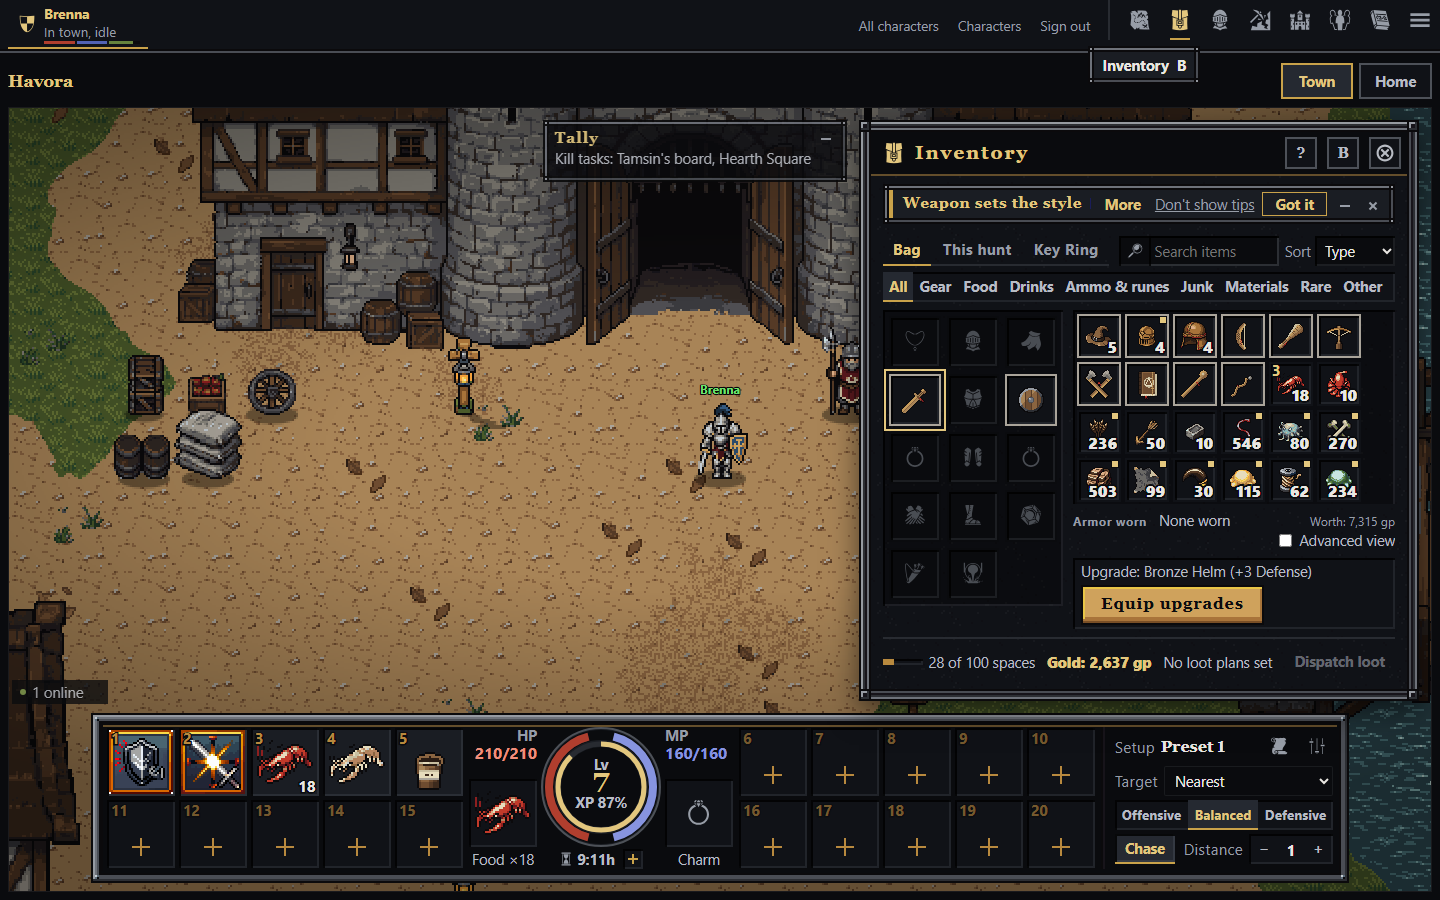 Brenna
In town, idle
All characters
Characters
Sign out
Inventory B
Havora
Town
Home
Tally
Kill tasks: Tamsin's board, Hearth Square
Inventory
?
B
Weapon sets the style
More
Don't show tips
Got it
Bag
This hunt
Key Ring
Search items
Sort
Type
All
Gear
Food
Drinks
Ammo & runes
Junk
Materials
Rare
Other
5
4
4
3
18
10
236
50
10
546
80
270
503
99
30
115
62
234
Armor worn None worn
Worth: 7,315 gp
Advanced view
Upgrade: Bronze Helm (+3 Defense)
Equip upgrades
28 of 100 spaces
Gold: 2,637 gp
No loot plans set
Dispatch loot
Brenna
1 online
1
2
3
18
4
5
HP
210/210
Lv
7
XP 87%
MP
160/160
6
7
8
9
10
11
12
13
14
15
Food ×18
9:11h
+
Charm
16
17
18
19
20
Setup Preset 1
Target Nearest
Offensive
Balanced
Defensive
Chase
Distance
− 1 +